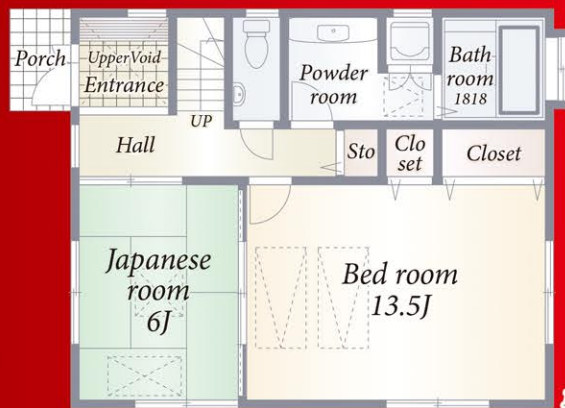 Porch
UpperVoid
Entrance
UP
Hall
Powder
room
Bath
room
1818
Sto
Clo
set
Closet
Japanese
room
6J
Bed room
13.5J